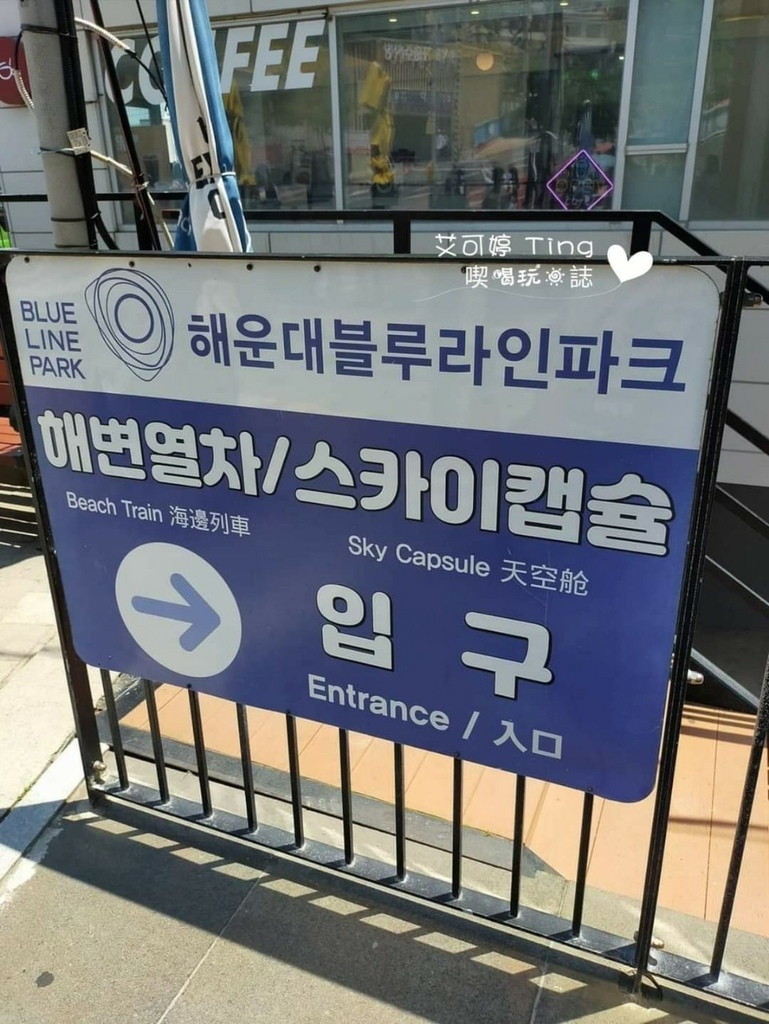 COFFEE
艾可婷 Ting
喫喝玩樂誌
BLUE
LINE
PARK
해운대블루라인파크
해변열차/스카이캡슐
Beach Train 海邊列車
Sky Capsule 天空舱
입구
Entrance / 入口